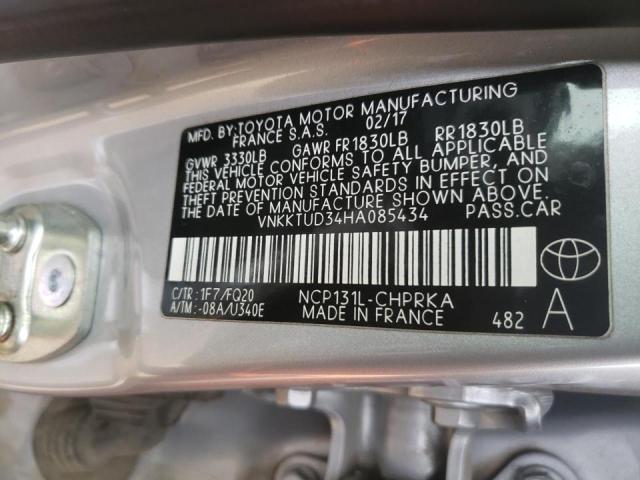 MFD. BY:TOYOTA MOTOR MANUFACTURING
FRANCE S.A.S. 02/17
GVWR 3330LB GAWR FR1830LB RR1830LB
THIS VEHICLE CONFORMS TO ALL APPLICABLE
FEDERAL MOTOR VEHICLE SAFETY, BUMPER, AND
THEFT PREVENTION STANDARDS IN EFFECT ON
THE DATE OF MANUFACTURE SHOWN ABOVE.
VNKKTUD34HA085434 PASS.CAR
C/TR :1F7/FQ20 NCP131L-CHPRKA
A/TM :-08A/U340E MADE IN FRANCE 482 A